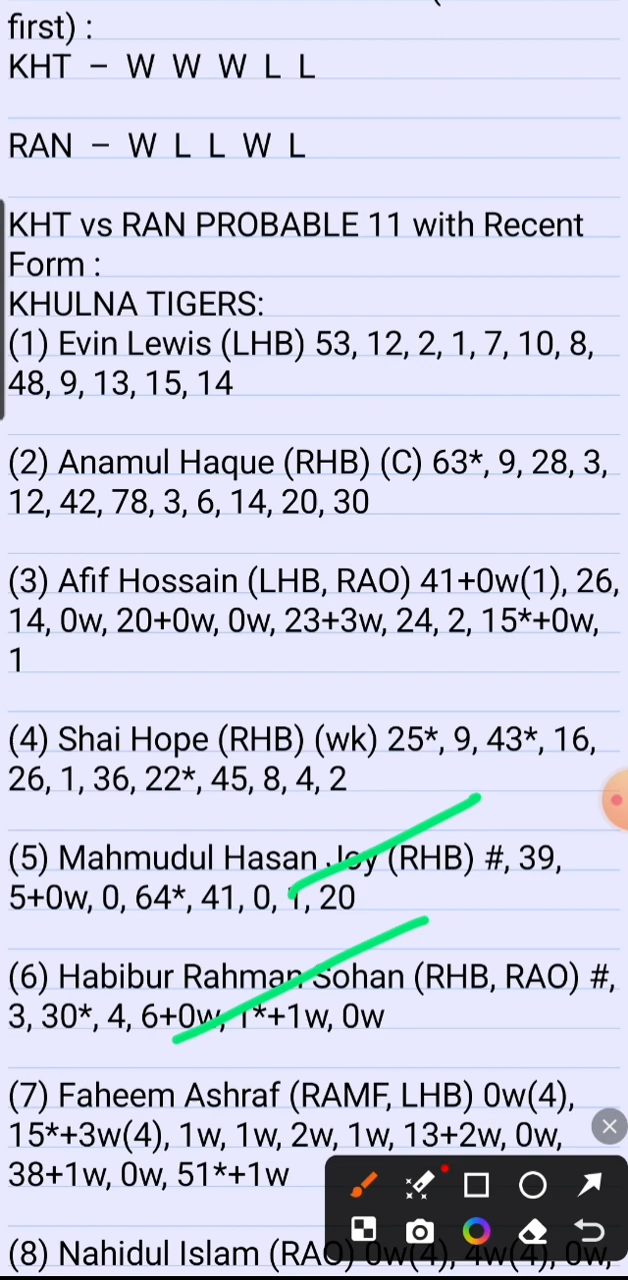 first) :
KHT – W W W L L
RAN – W L L W L
KHT vs RAN PROBABLE 11 with Recent
Form :
KHULNA TIGERS:
(1) Evin Lewis (LHB) 53, 12, 2, 1, 7, 10, 8,
48, 9, 13, 15, 14
(2) Anamul Haque (RHB) (C) 63*, 9, 28, 3,
12, 42, 78, 3, 6, 14, 20, 30
(3) Afif Hossain (LHB, RAO) 41+0w(1), 26,
14, 0w, 20+0w, 0w, 23+3w, 24, 2, 15*+0w,
1
(4) Shai Hope (RHB) (wk) 25*, 9, 43*, 16,
26, 1, 36, 22*, 45, 8, 4, 2
(5) Mahmudul Hasan Joy (RHB) #, 39,
5+0w, 0, 64*, 41, 0, 1, 20
(6) Habibur Rahman Sohan (RHB, RAO) #,
3, 30*, 4, 6+0w, 1*+1w, 0w
(7) Faheem Ashraf (RAMF, LHB) 0w(4),
15*+3w(4), 1w, 1w, 2w, 1w, 13+2w, 0w,
38+1w, 0w, 51*+1w
(8) Nahidul Islam (RAO) 0w(4), 4w(4), 0w,